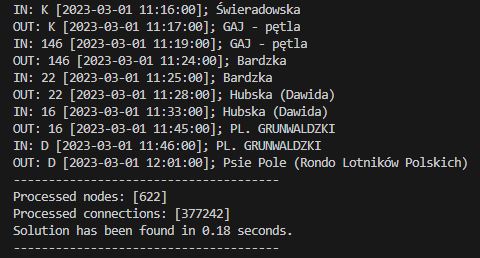 IN: K [2023-03-01 11:16:00]; Świeradowska
OUT: K [2023-03-01 11:17:00]; GAJ - pętla
IN: 146 [2023-03-01 11:19:00]; GAJ - pętla
OUT: 146 [2023-03-01 11:24:00]; Bardzka
IN: 22 [2023-03-01 11:25:00]; Bardzka
OUT: 22 [2023-03-01 11:28:00]; Hubska (Dawida)
IN: 16 [2023-03-01 11:33:00]; Hubska (Dawida)
OUT: 16 [2023-03-01 11:45:00]; PL. GRUNWALDZKI
IN: D [2023-03-01 11:46:00]; PL. GRUNWALDZKI
OUT: D [2023-03-01 12:01:00]; Psie Pole (Rondo Lotników Polskich)
--------------------------------------
Processed nodes: [622]
Processed connections: [377242]
Solution has been found in 0.18 seconds.
--------------------------------------